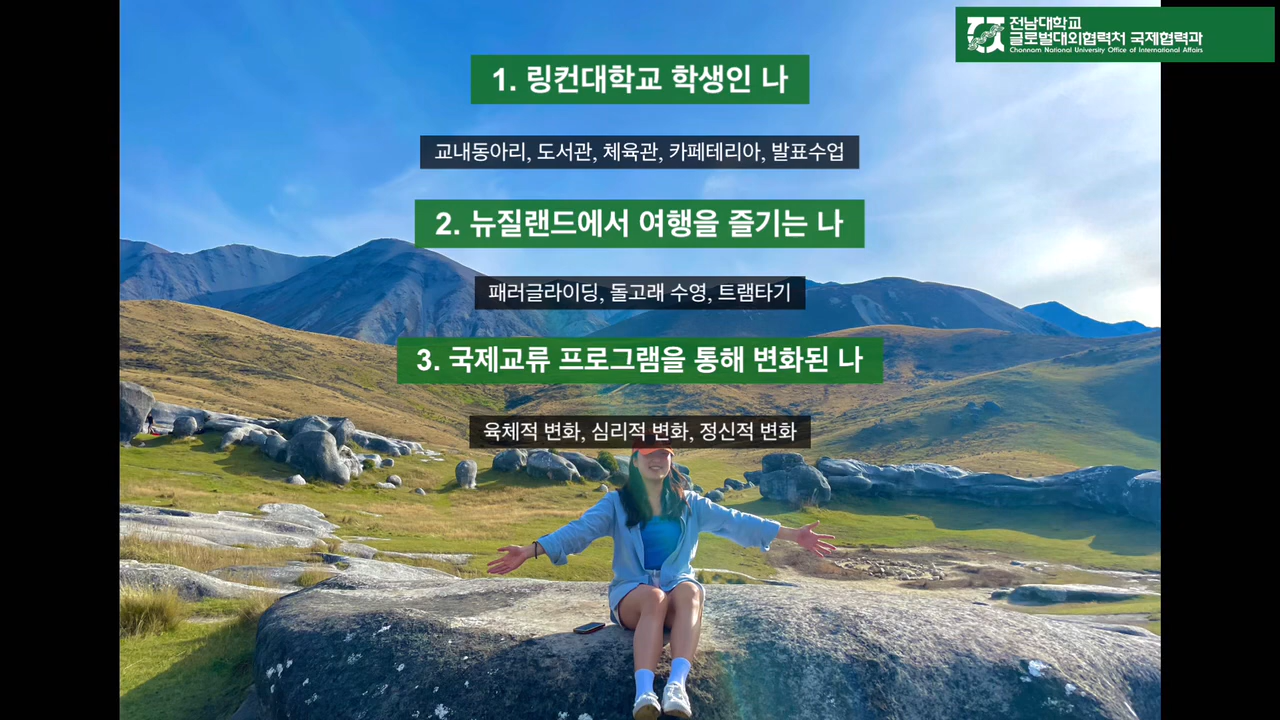 전남대학교
글로벌대외협력처 국제협력과
Chonnam National University Office of International Affairs
1. 링컨대학교 학생인 나
교내동아리, 도서관, 체육관, 카페테리아, 발표수업
2. 뉴질랜드에서 여행을 즐기는 나
패러글라이딩, 돌고래 수영, 트램타기
3. 국제교류 프로그램을 통해 변화된 나
육체적 변화, 심리적 변화, 정신적 변화